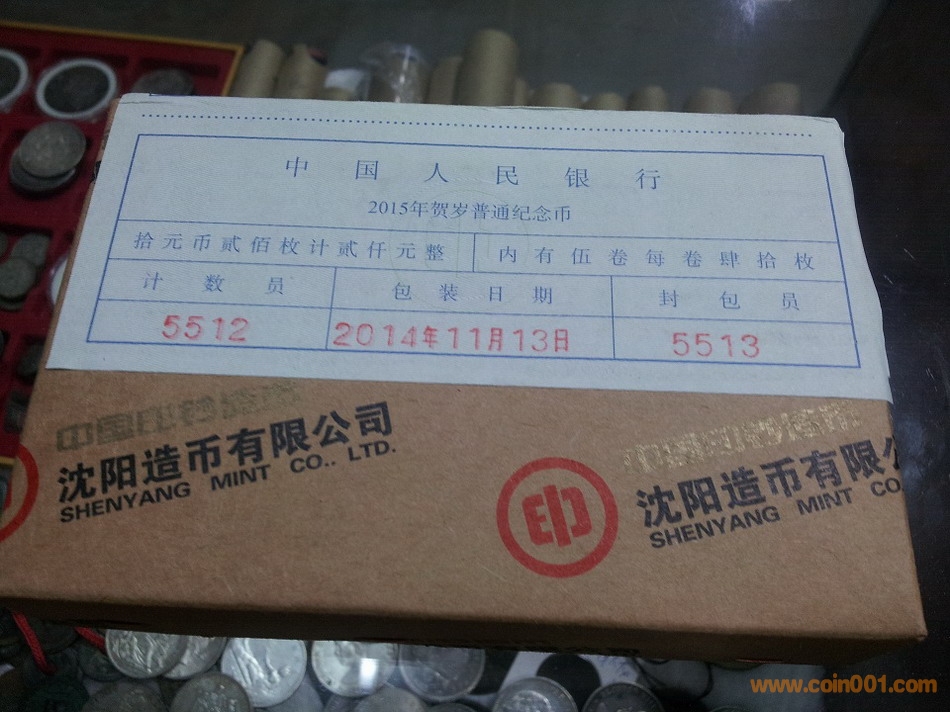 中国人民银行
2015年贺岁普通纪念币
拾元币贰佰枚计贰仟元整 内有伍卷每卷肆拾枚
计数员 包装日期 封包员
5512 2014年11月13日 5513
中国印钞造币
沈阳造币有限公司
SHENYANG MINT CO., LTD.
中国印钞造币
沈阳造币有限公
SHENYANG MINT CO
www.coin001.com